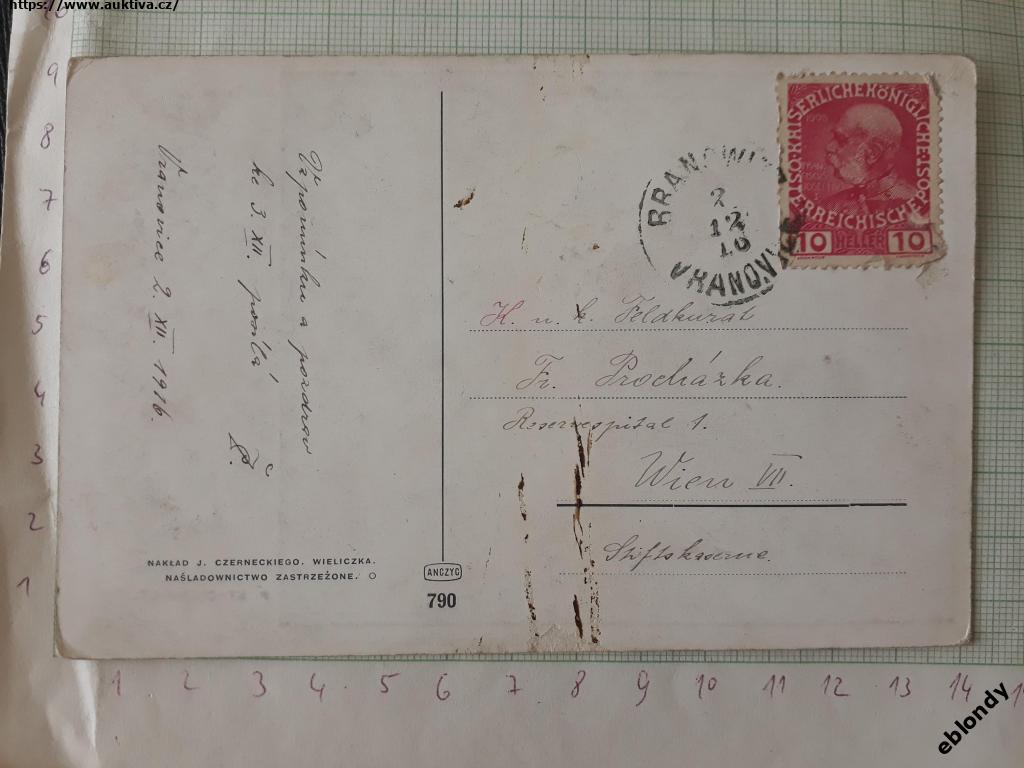 https://www.auktiva.cz/
Vzpomínku a pozdrav
ke 3. XII. posílá
Vranovice 2. XII. 1916.
NAKŁAD J. CZERNECKIEGO. WIELICZKA.
NAŚLADOWNICTWO ZASTRZEŻONE.
ANCZYC
790
VRANOVICE
2
12
16
KAISERLICHE KÖNIGLICHE ÖSTERREICHISCHE POST
10 HELLER 10
K. u. k. Feldkurat
Fr. Procházka.
Reservespital 1.
Wien VII.
Stiftskaserne.
10
9
8
7
6
5
4
3
2
1
1 2 3 4 5 6 7 8 9 10 11 12 13 14
eblondy